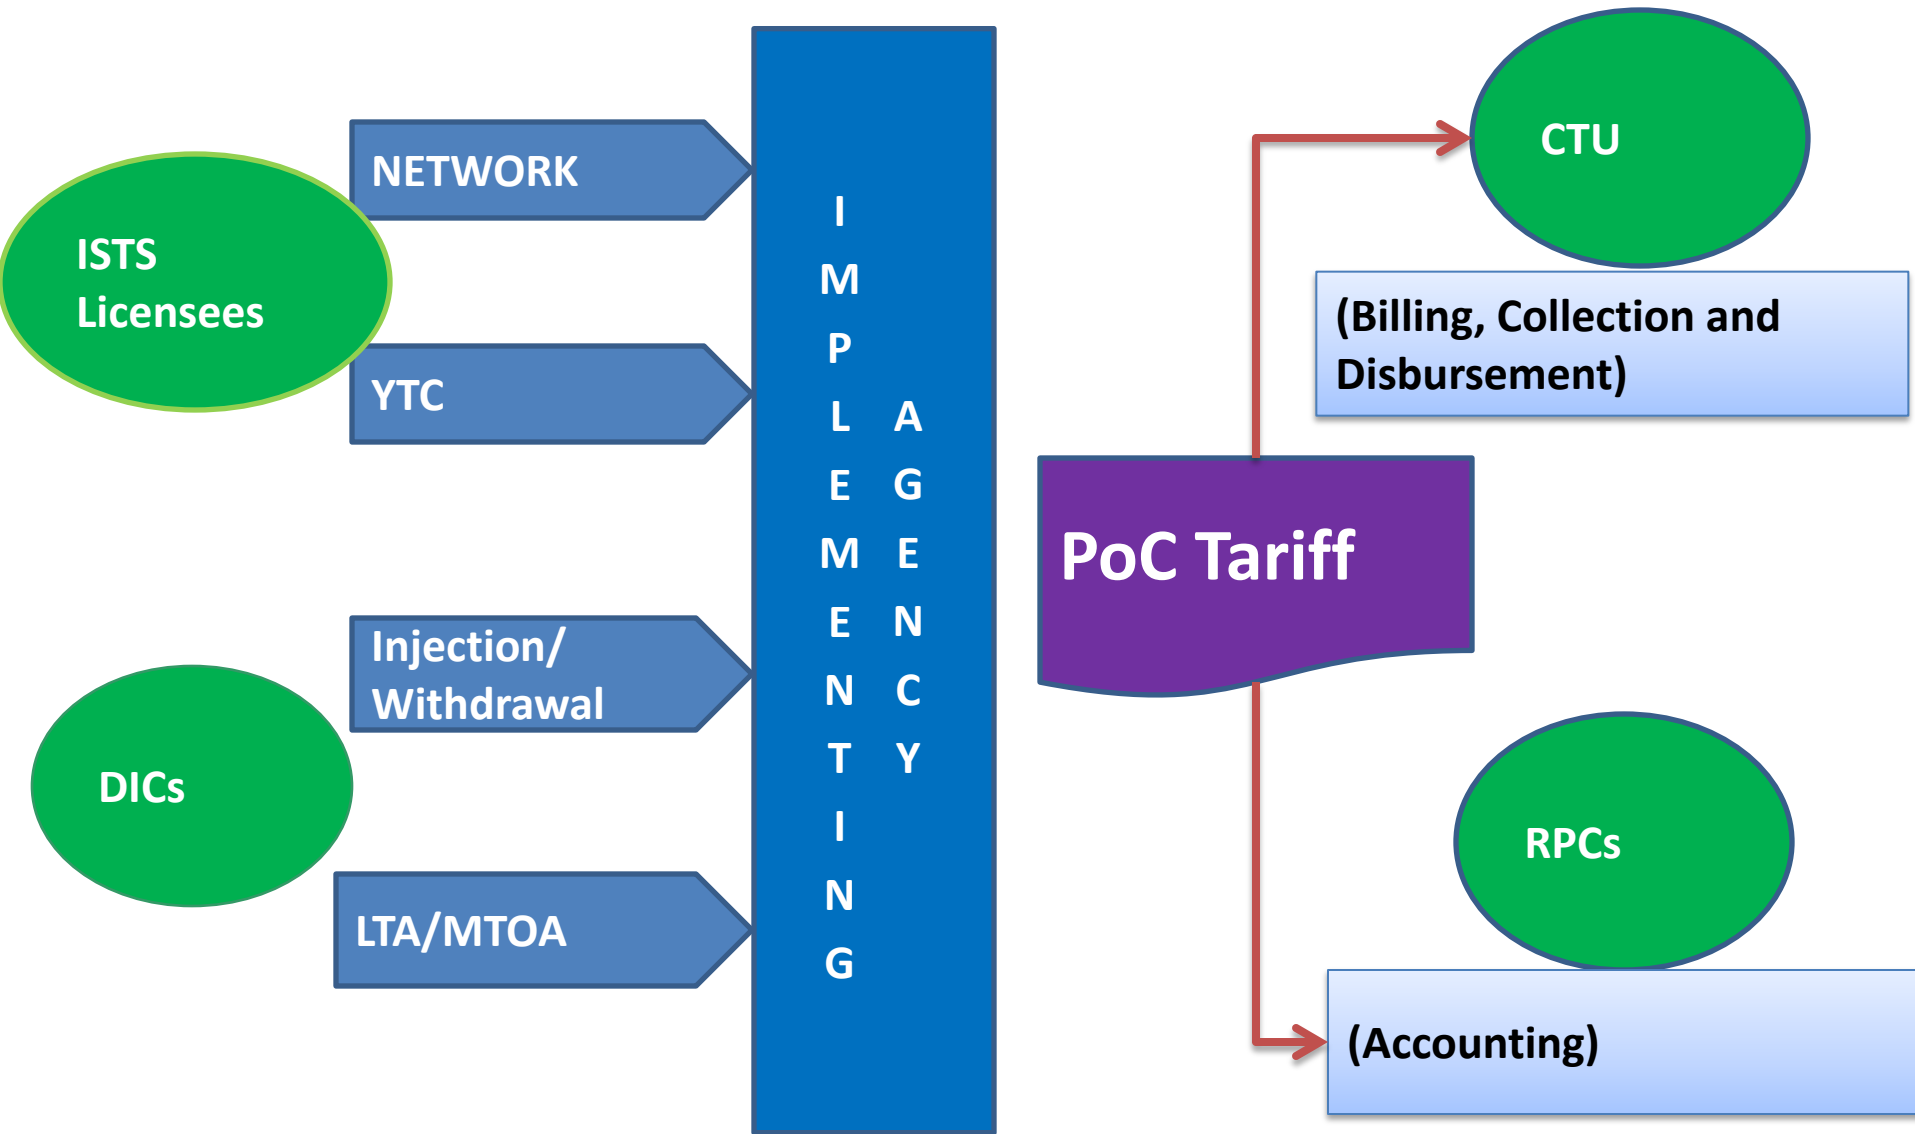 ISTS
Licensees
NETWORK
YTC
Injection/
Withdrawal
DICs
LTA/MTOA
IMPLEMENTING
AGENCY
PoC Tariff
CTU
(Billing, Collection and
Disbursement)
RPCs
(Accounting)